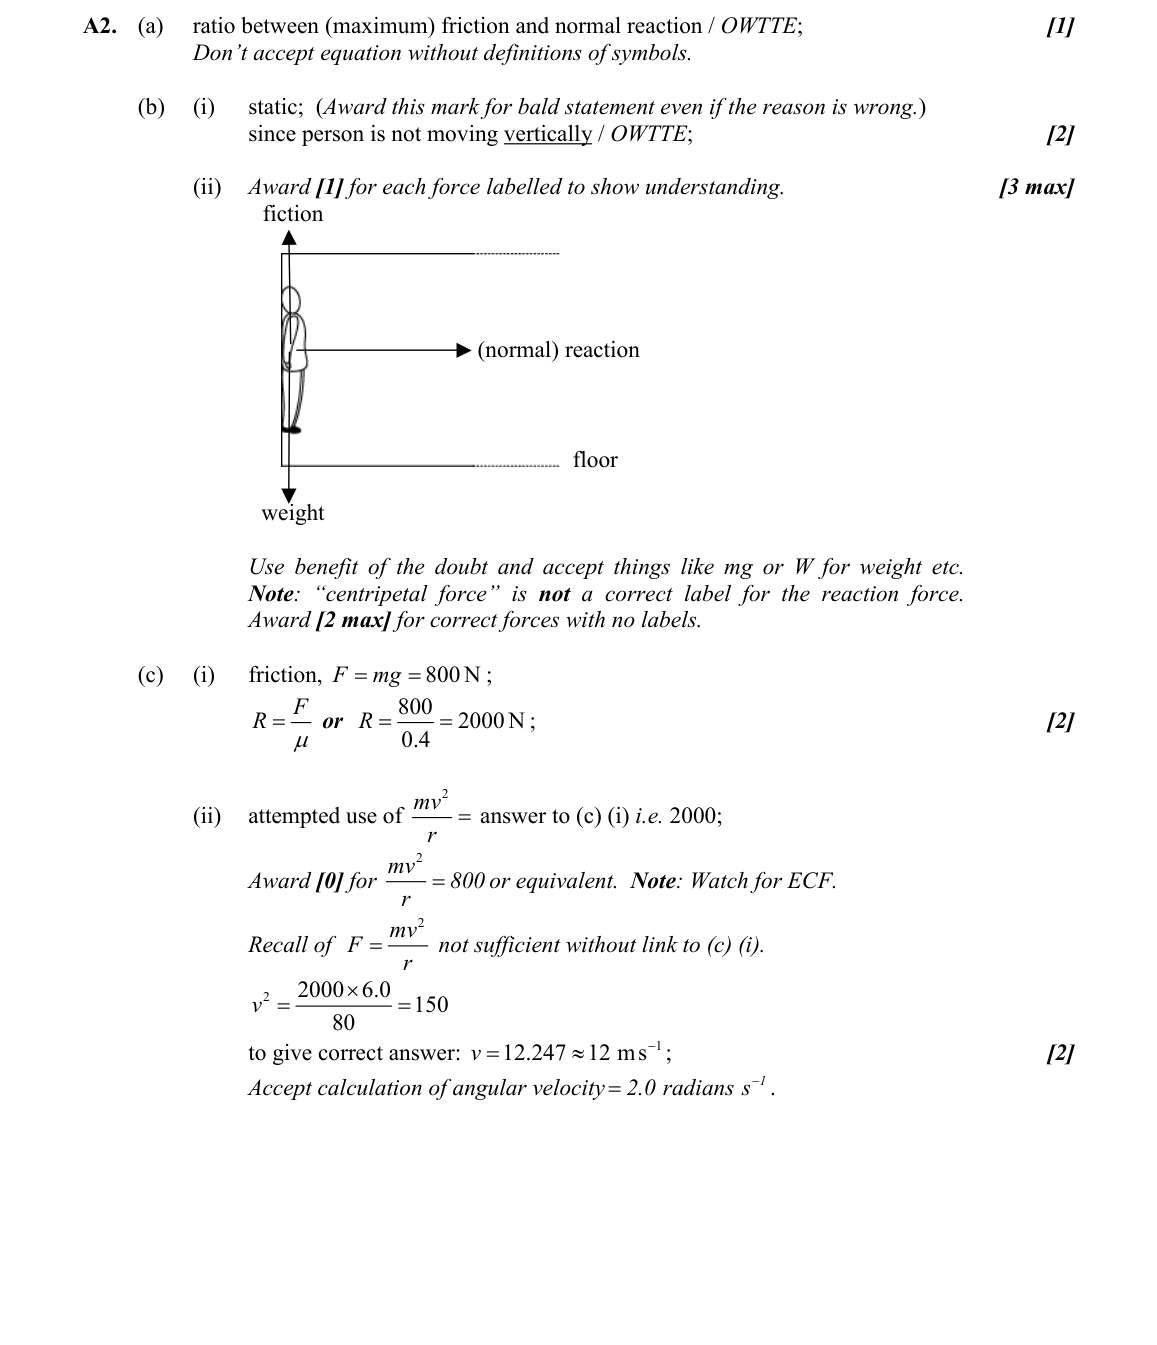 A2. (a) ratio between (maximum) friction and normal reaction / OWTTE; [1]
Don't accept equation without definitions of symbols.
(b) (i) static; (Award this mark for bald statement even if the reason is wrong.)
since person is not moving vertically / OWTTE; [2]
(ii) Award [1] for each force labelled to show understanding. [3 max]
fiction
(normal) reaction
floor
weight
Use benefit of the doubt and accept things like mg or W for weight etc.
Note: “centripetal force” is not a correct label for the reaction force.
Award [2 max] for correct forces with no labels.
(c) (i) friction, F = mg = 800 N ;
R = F/μ or R = 800/0.4 = 2000 N ; [2]
(ii) attempted use of mv²/r = answer to (c) (i) i.e. 2000;
Award [0] for mv²/r = 800 or equivalent. Note: Watch for ECF.
Recall of F = mv²/r not sufficient without link to (c) (i).
v² = 2000 × 6.0/80 = 150
to give correct answer: v = 12.247 ≈ 12 m s⁻¹ ; [2]
Accept calculation of angular velocity = 2.0 radians s⁻¹ .